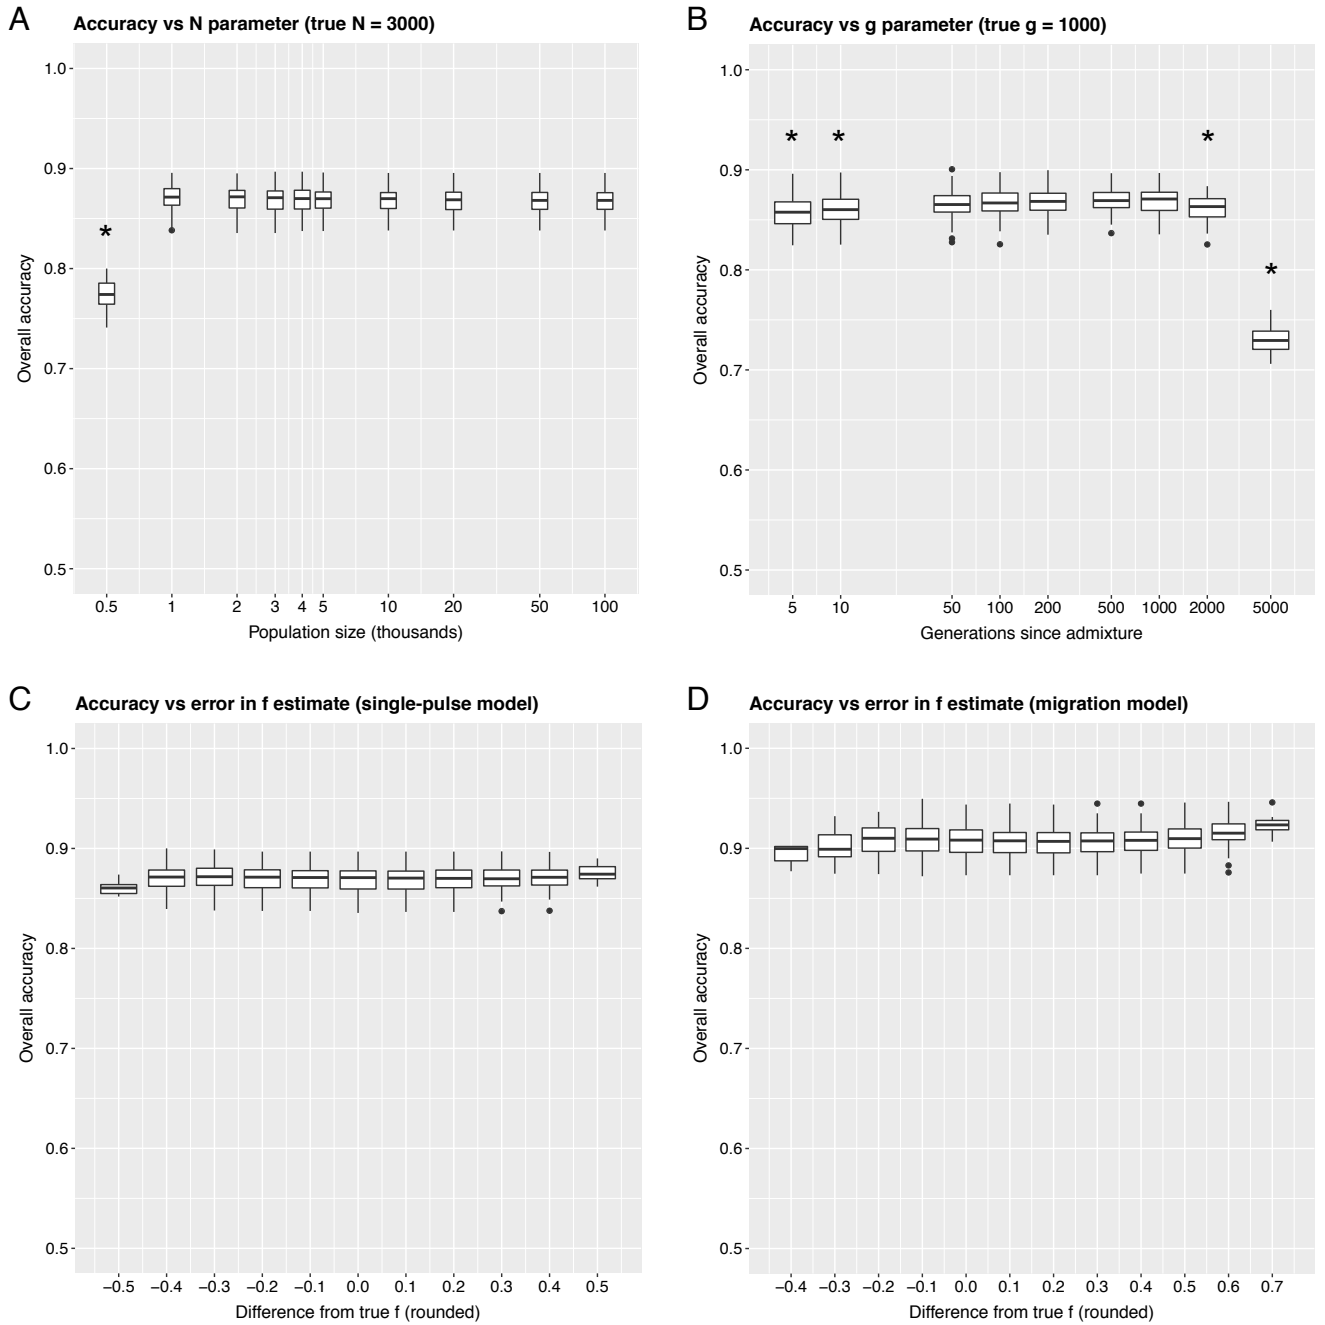 A
Accuracy vs N parameter (true N = 3000)
1.0
0.9
0.8
0.7
0.6
0.5
*
Overall accuracy
0.5 1 2 3 4 5 10 20 50 100
Population size (thousands)
B
Accuracy vs g parameter (true g = 1000)
1.0
0.9
0.8
0.7
0.6
0.5
* * * *
Overall accuracy
5 10 50 100 200 500 1000 2000 5000
Generations since admixture
C
Accuracy vs error in f estimate (single-pulse model)
1.0
0.9
0.8
0.7
0.6
0.5
Overall accuracy
−0.5 −0.4 −0.3 −0.2 −0.1 0.0 0.1 0.2 0.3 0.4 0.5
Difference from true f (rounded)
D
Accuracy vs error in f estimate (migration model)
1.0
0.9
0.8
0.7
0.6
0.5
Overall accuracy
−0.4 −0.3 −0.2 −0.1 0.0 0.1 0.2 0.3 0.4 0.5 0.6 0.7
Difference from true f (rounded)